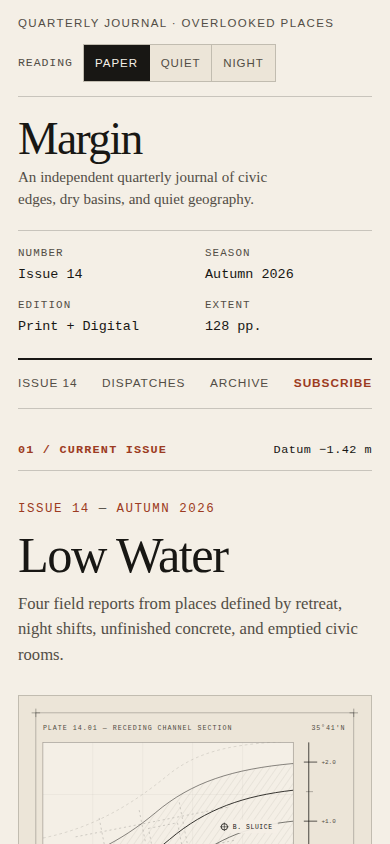 QUARTERLY JOURNAL · OVERLOOKED PLACES
READING PAPER QUIET NIGHT
Margin
An independent quarterly journal of civic
edges, dry basins, and quiet geography.
NUMBER SEASON
Issue 14 Autumn 2026
EDITION EXTENT
Print + Digital 128 pp.
ISSUE 14 DISPATCHES ARCHIVE SUBSCRIBE
01 / CURRENT ISSUE Datum −1.42 m
ISSUE 14 — AUTUMN 2026
Low Water
Four field reports from places defined by retreat,
night shifts, unfinished concrete, and emptied civic
rooms.
PLATE 14.01 — RECEDING CHANNEL SECTION 35°41′N
+2.0
+1.0
B. SLUICE